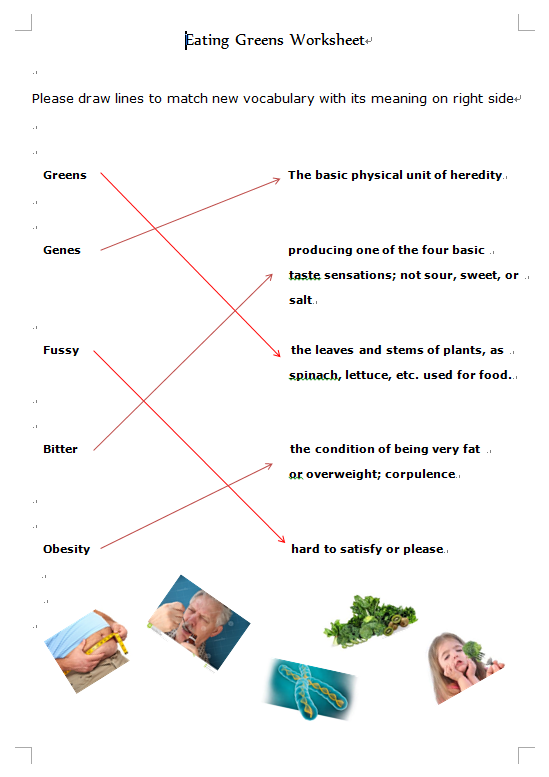 Eating Greens Worksheet
Please draw lines to match new vocabulary with its meaning on right side
Greens
The basic physical unit of heredity
Genes
producing one of the four basic
taste sensations; not sour, sweet, or
salt
Fussy
the leaves and stems of plants, as
spinach, lettuce, etc. used for food.
Bitter
the condition of being very fat
or overweight; corpulence
Obesity
hard to satisfy or please